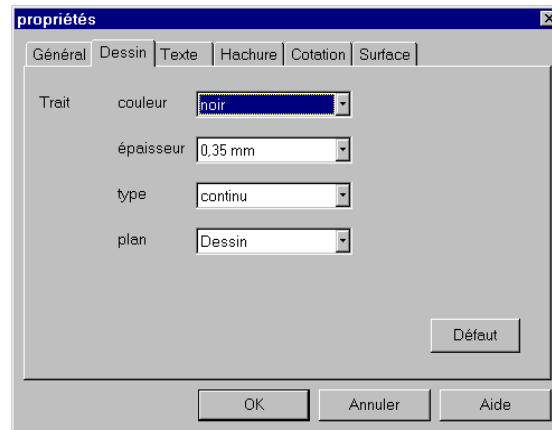 propriétés
Général Dessin Texte Hachure Cotation Surface
Trait couleur noir
épaisseur 0,35 mm
type continu
plan Dessin
Défaut
OK Annuler Aide